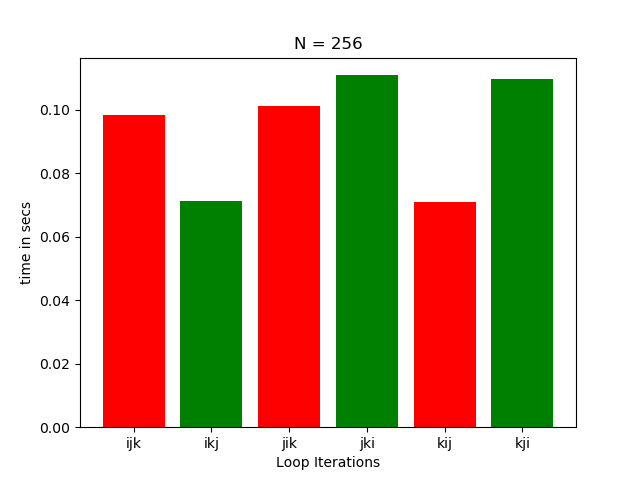 N = 256
time in secs
0.10
0.08
0.06
0.04
0.02
0.00
ijk ikj jik jki kij kji
Loop Iterations